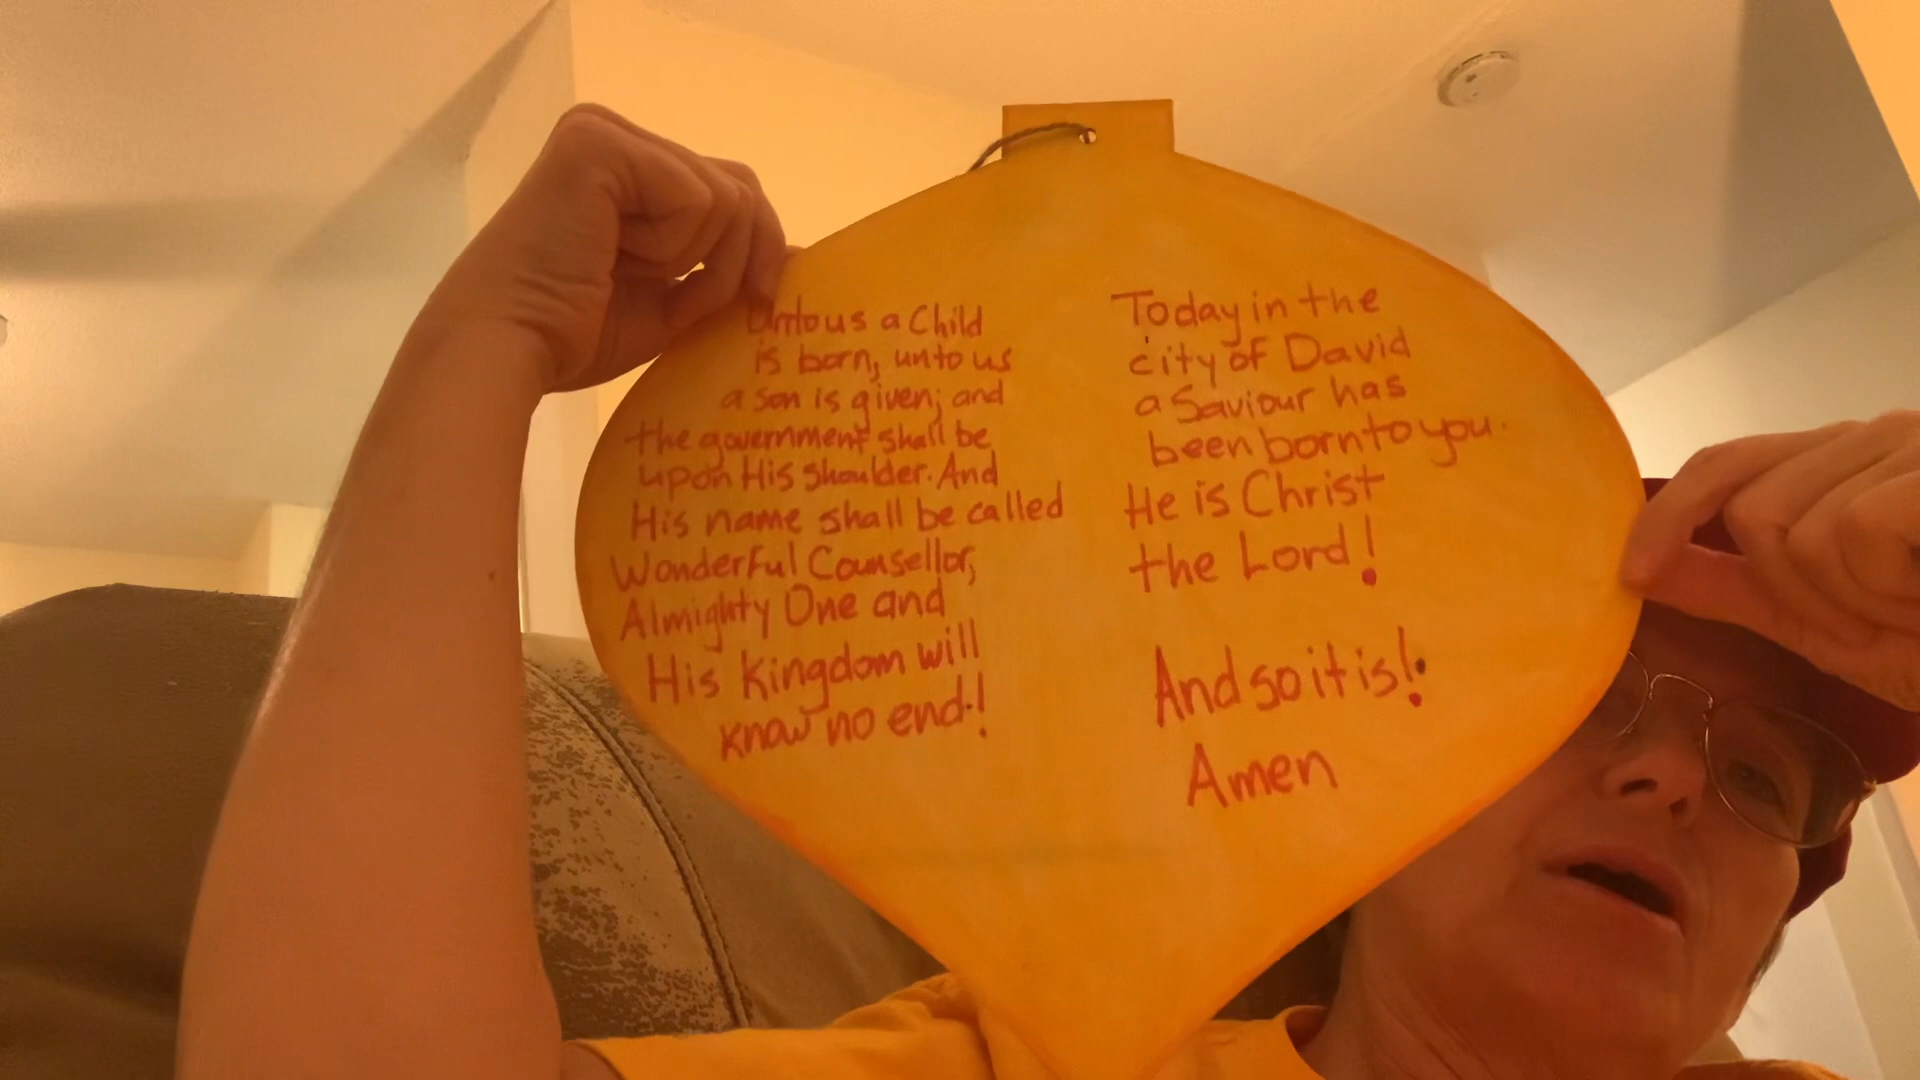 Unto us a Child
is born, unto us
a son is given; and
the government shall be
upon His shoulder. And
His name shall be called
Wonderful Counsellor,
Almighty One and
His kingdom will
know no end!
Today in the
city of David
a Saviour has
been born to you.
He is Christ
the Lord!
And so it is!
Amen